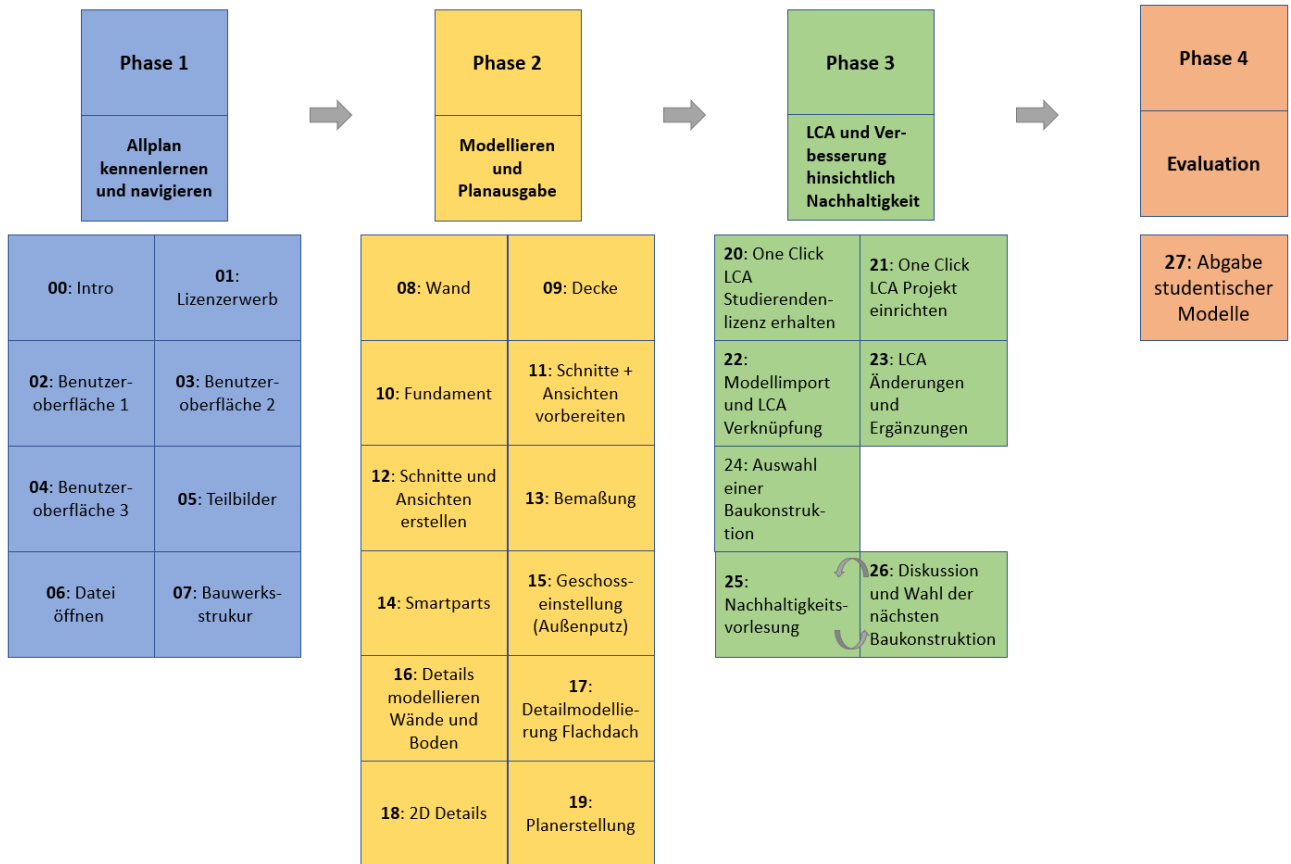 Phase 1
Allplan
kennenlernen
und navigieren
00: Intro
01:
Lizenzerwerb
02: Benutzer-
oberfläche 1
03: Benutzer-
oberfläche 2
04: Benutzer-
oberfläche 3
05: Teilbilder
06: Datei
öffnen
07: Bauwerks-
strukur
Phase 2
Modellieren
und
Planausgabe
08: Wand
09: Decke
10: Fundament
11: Schnitte +
Ansichten
vorbereiten
12: Schnitte und
Ansichten
erstellen
13: Bemaßung
14: Smartparts
15: Geschoss-
einstellung
(Außenputz)
16: Details
modellieren
Wände und
Boden
17:
Detailmodellie-
rung Flachdach
18: 2D Details
19:
Planerstellung
Phase 3
LCA und Ver-
besserung
hinsichtlich
Nachhaltigkeit
20: One Click
LCA
Studierenden-
lizenz erhalten
21: One Click
LCA Projekt
einrichten
22:
Modellimport
und LCA
Verknüpfung
23: LCA
Änderungen
und
Ergänzungen
24: Auswahl
einer
Baukonstruk-
tion
25:
Nachhaltigkeits-
vorlesung
26: Diskussion
und Wahl der
nächsten
Baukonstruktion
Phase 4
Evaluation
27: Abgabe
studentischer
Modelle